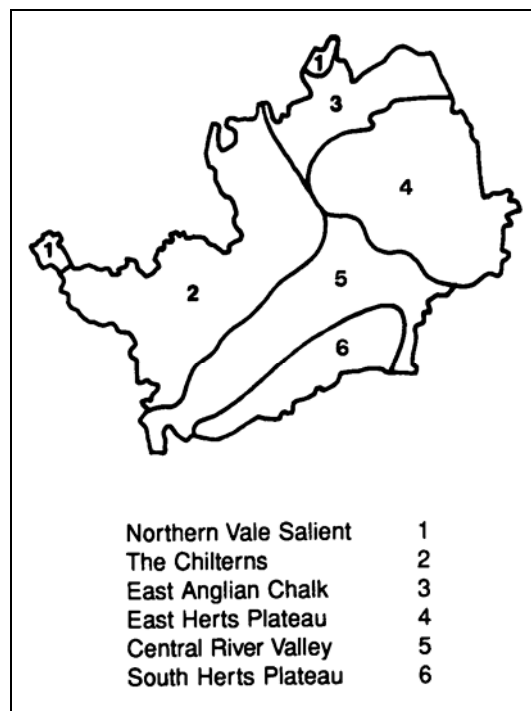 1
3
4
1
2
5
6
Northern Vale Salient 1
The Chilterns 2
East Anglian Chalk 3
East Herts Plateau 4
Central River Valley 5
South Herts Plateau 6